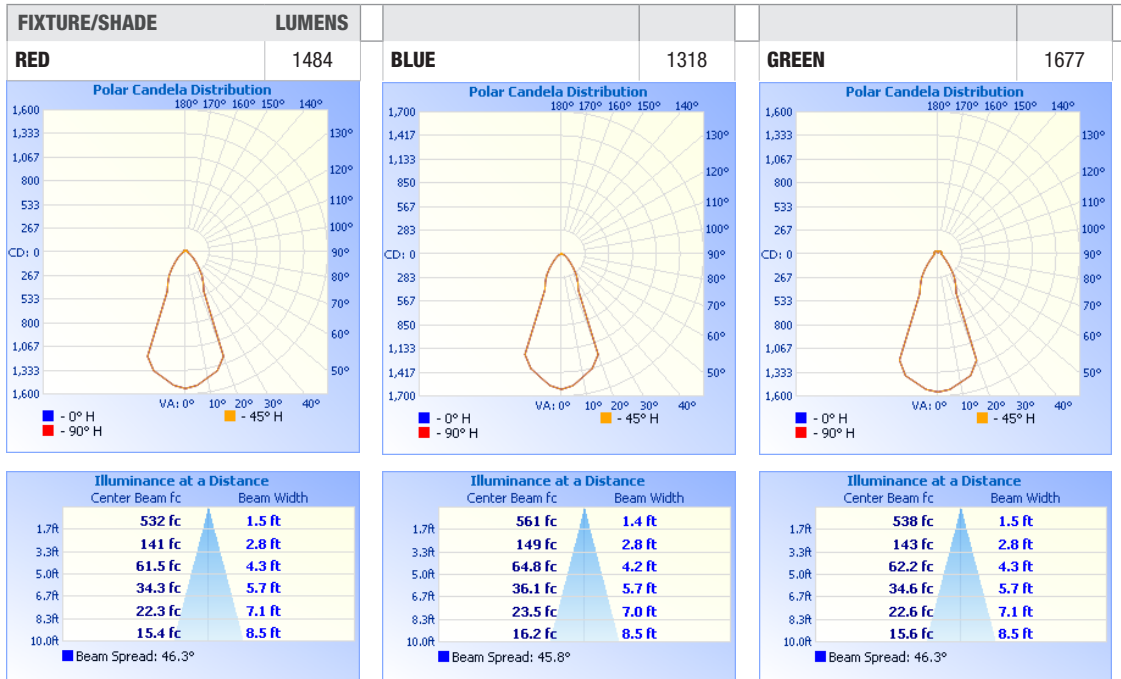 FIXTURE/SHADE LUMENS
RED 1484
Polar Candela Distribution
180° 170° 160° 150° 140°
1,600
1,333
1,067
800
533
267
CD: 0
267
533
800
1,067
1,333
1,600
130°
120°
110°
100°
90°
80°
70°
60°
50°
VA: 0° 10° 20° 30° 40°
- 0° H - 45° H
- 90° H
Illuminance at a Distance
Center Beam fc Beam Width
1.7ft 532 fc 1.5 ft
3.3ft 141 fc 2.8 ft
5.0ft 61.5 fc 4.3 ft
6.7ft 34.3 fc 5.7 ft
8.3ft 22.3 fc 7.1 ft
10.0ft 15.4 fc 8.5 ft
Beam Spread: 46.3°
BLUE 1318
Polar Candela Distribution
180° 170° 160° 150° 140°
1,700
1,417
1,133
850
567
283
CD: 0
283
567
850
1,133
1,417
1,700
130°
120°
110°
100°
90°
80°
70°
60°
50°
VA: 0° 10° 20° 30° 40°
- 0° H - 45° H
- 90° H
Illuminance at a Distance
Center Beam fc Beam Width
1.7ft 561 fc 1.4 ft
3.3ft 149 fc 2.8 ft
5.0ft 64.8 fc 4.2 ft
6.7ft 36.1 fc 5.7 ft
8.3ft 23.5 fc 7.0 ft
10.0ft 16.2 fc 8.5 ft
Beam Spread: 45.8°
GREEN 1677
Polar Candela Distribution
180° 170° 160° 150° 140°
1,600
1,333
1,067
800
533
267
CD: 0
267
533
800
1,067
1,333
1,600
130°
120°
110°
100°
90°
80°
70°
60°
50°
VA: 0° 10° 20° 30° 40°
- 0° H - 45° H
- 90° H
Illuminance at a Distance
Center Beam fc Beam Width
1.7ft 538 fc 1.5 ft
3.3ft 143 fc 2.8 ft
5.0ft 62.2 fc 4.3 ft
6.7ft 34.6 fc 5.7 ft
8.3ft 22.6 fc 7.1 ft
10.0ft 15.6 fc 8.5 ft
Beam Spread: 46.3°